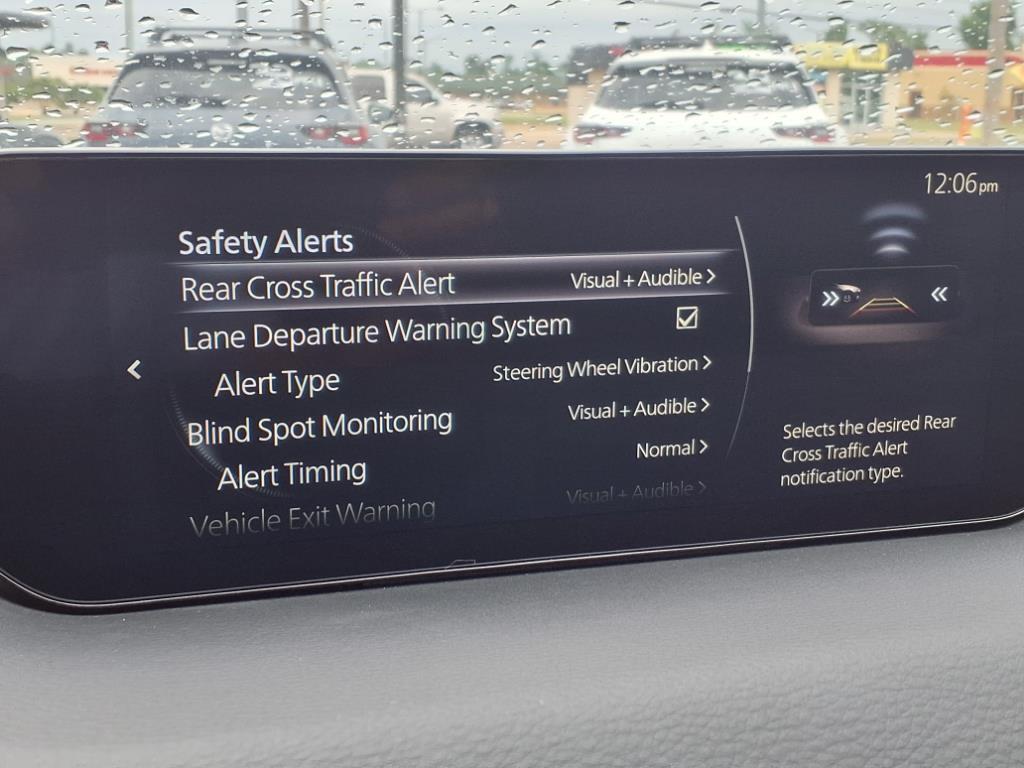 12:06pm
Safety Alerts
Rear Cross Traffic Alert Visual + Audible >
Lane Departure Warning System
Alert Type Steering Wheel Vibration >
Blind Spot Monitoring Visual + Audible >
Alert Timing Normal >
Vehicle Exit Warning Visual + Audible >
Selects the desired Rear
Cross Traffic Alert
notification type.